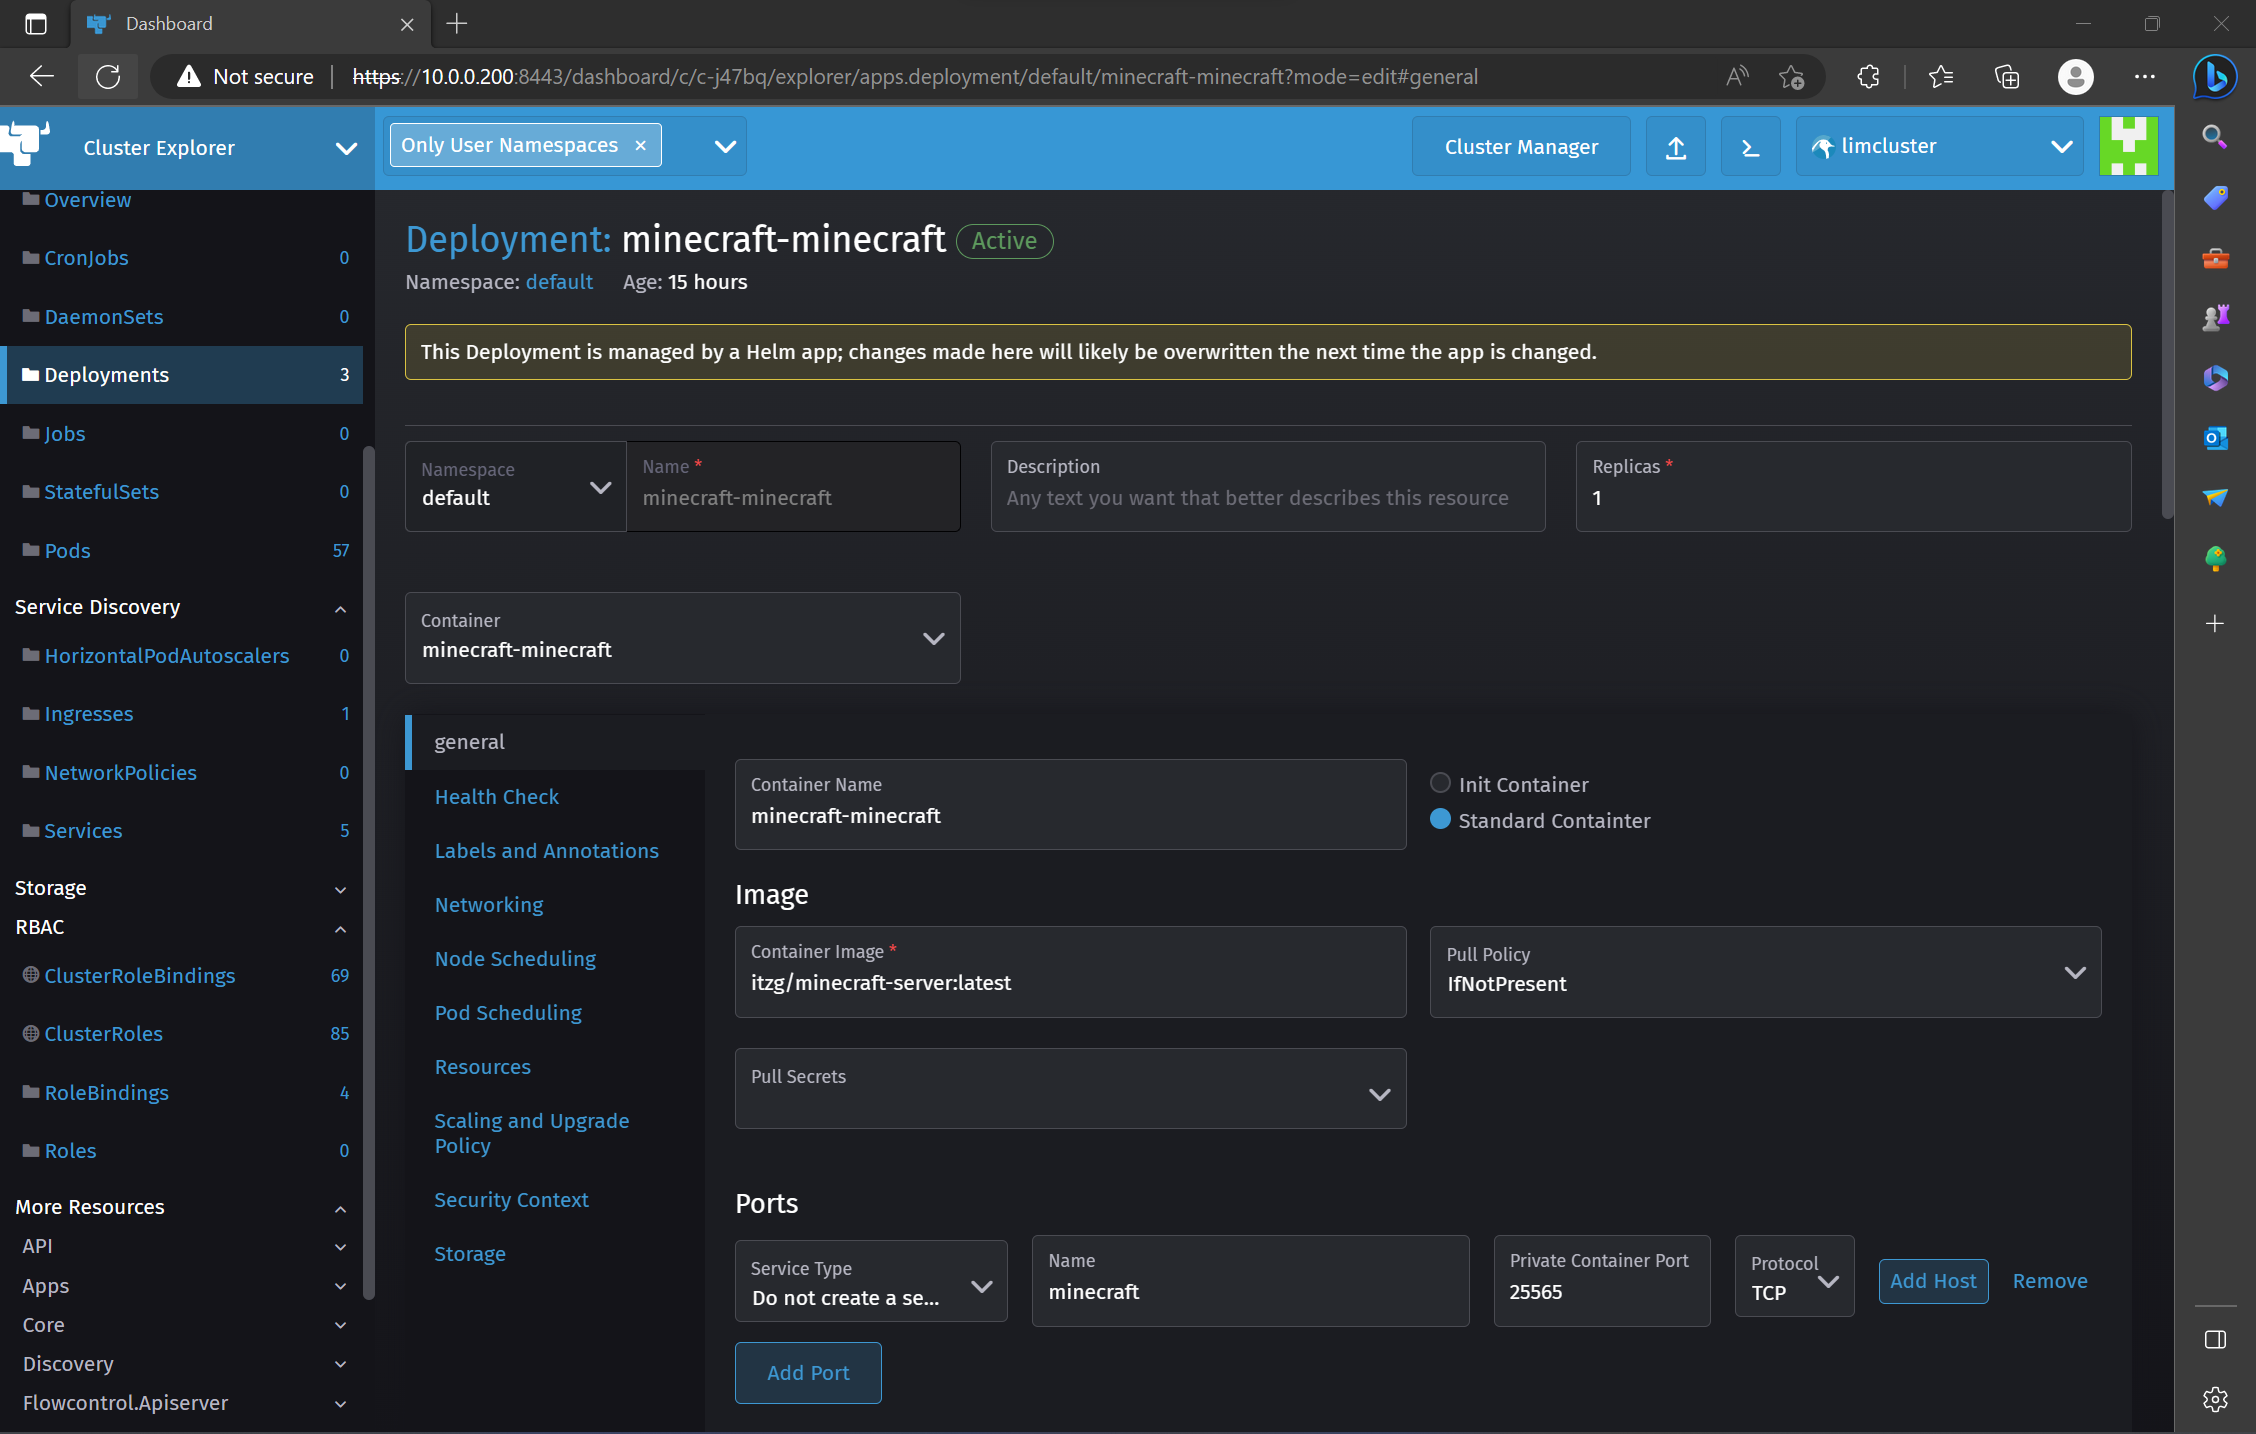 Dashboard
Not secure
https://10.0.0.200:8443/dashboard/c/c-j47bq/explorer/apps.deployment/default/minecraft-minecraft?mode=edit#general
Cluster Explorer
Only User Namespaces
Cluster Manager
limcluster
Overview
CronJobs 0
DaemonSets 0
Deployments 3
Jobs 0
StatefulSets 0
Pods 57
Service Discovery
HorizontalPodAutoscalers 0
Ingresses 1
NetworkPolicies 0
Services 5
Storage
RBAC
ClusterRoleBindings 69
ClusterRoles 85
RoleBindings 4
Roles 0
More Resources
API
Apps
Core
Discovery
Flowcontrol.Apiserver
Deployment: minecraft-minecraft Active
Namespace: default Age: 15 hours
This Deployment is managed by a Helm app; changes made here will likely be overwritten the next time the app is changed.
Namespace
default
Name *
minecraft-minecraft
Description
Any text you want that better describes this resource
Replicas *
1
Container
minecraft-minecraft
general
Health Check
Labels and Annotations
Networking
Node Scheduling
Pod Scheduling
Resources
Scaling and Upgrade
Policy
Security Context
Storage
Container Name
minecraft-minecraft
Init Container
Standard Containter
Image
Container Image *
itzg/minecraft-server:latest
Pull Policy
IfNotPresent
Pull Secrets
Ports
Service Type
Do not create a se...
Name
minecraft
Private Container Port
25565
Protocol
TCP
Add Host
Remove
Add Port